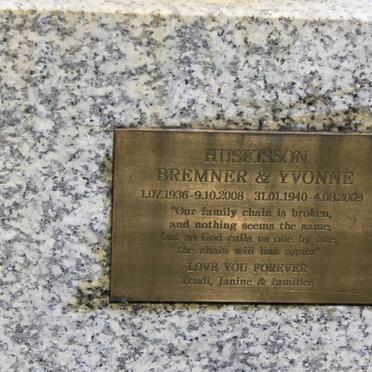 HUSKISSON
BREMNER & YVONNE
1.07.1936-9.10.2008 31.01.1940-4.08.2009
"Our family chain is broken,
and nothing seems the same;
but as God calls us one by one,
the chain will link again"
LOVE YOU FOREVER
Trudi, Janine & families